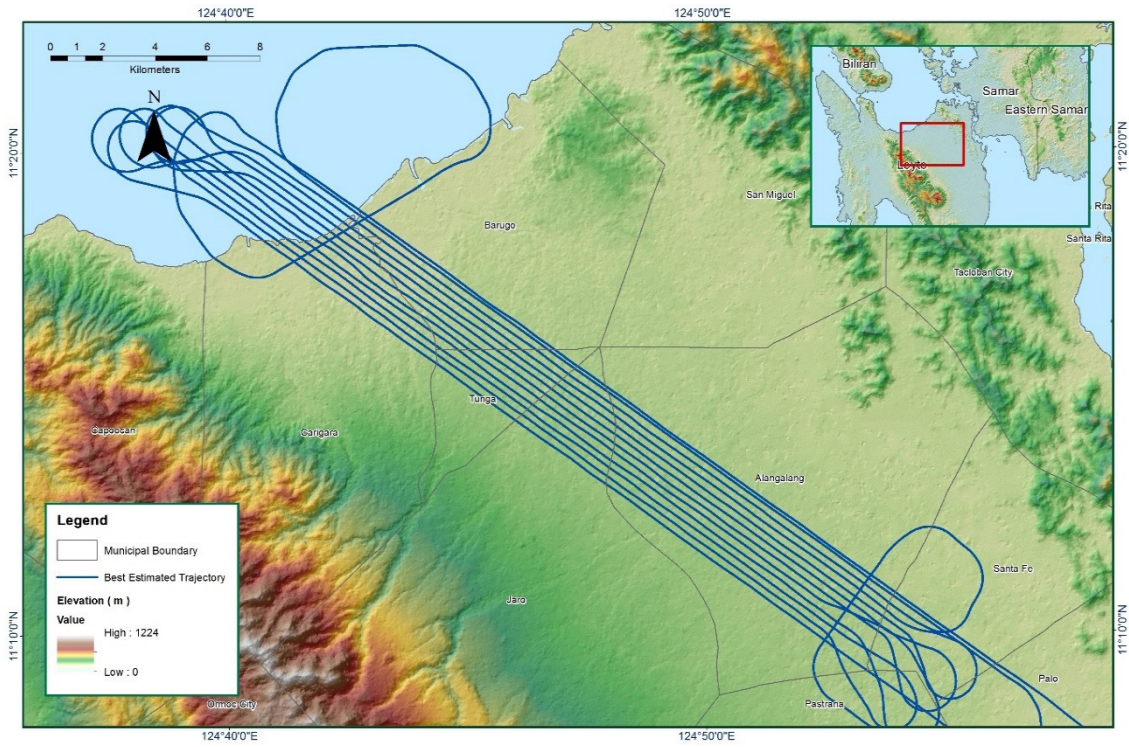 124°40'0"E
124°50'0"E
0 1 2 4 6 8
Kilometers
N
Biliran
Samar
Eastern Samar
Leyte
11°20'0"N
11°20'0"N
San Miguel
Rita
Barugo
Santa Rita
Tacloban City
Tunga
Capoocan
Carigara
Alangalang
Legend
Municipal Boundary
Best Estimated Trajectory
Elevation ( m )
Value
High : 1224
Low : 0
Santa Fe
Jaro
11°10'0"N
11°10'0"N
Palo
Ormoc City
Pastrana
124°40'0"E
124°50'0"E